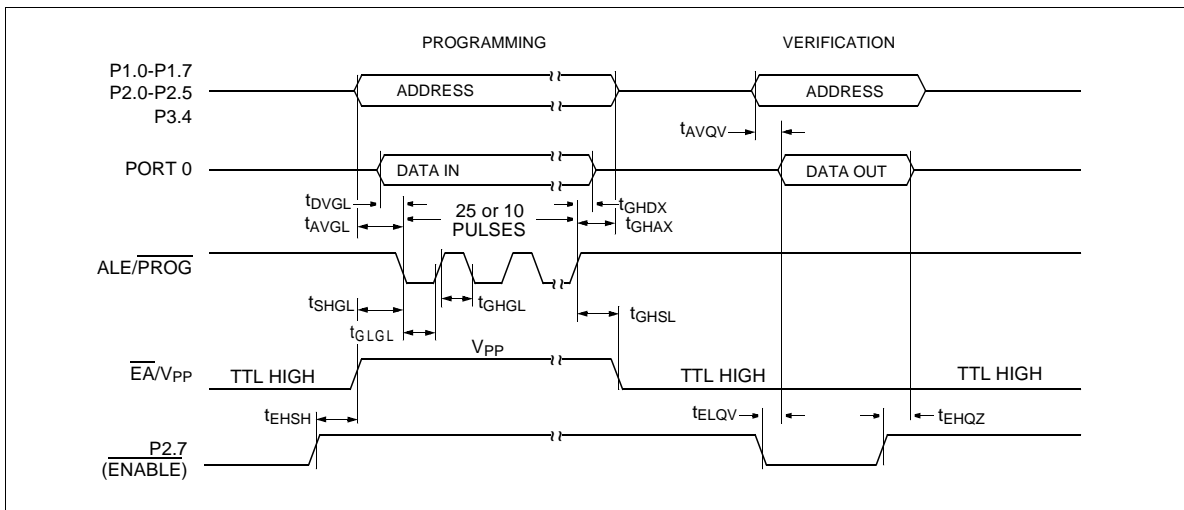 PROGRAMMING VERIFICATION
P1.0-P1.7
P2.0-P2.5
P3.4
ADDRESS ADDRESS
tAVQV
PORT 0
DATA IN DATA OUT
tDVGL
tAVGL
25 or 10
PULSES
tGHDX
tGHAX
ALE/PROG
tSHGL
tGLGL
tGHGL
tGHSL
VPP
EA/VPP
TTL HIGH TTL HIGH TTL HIGH
tEHSH
tELQV
tEHQZ
P2.7
(ENABLE)